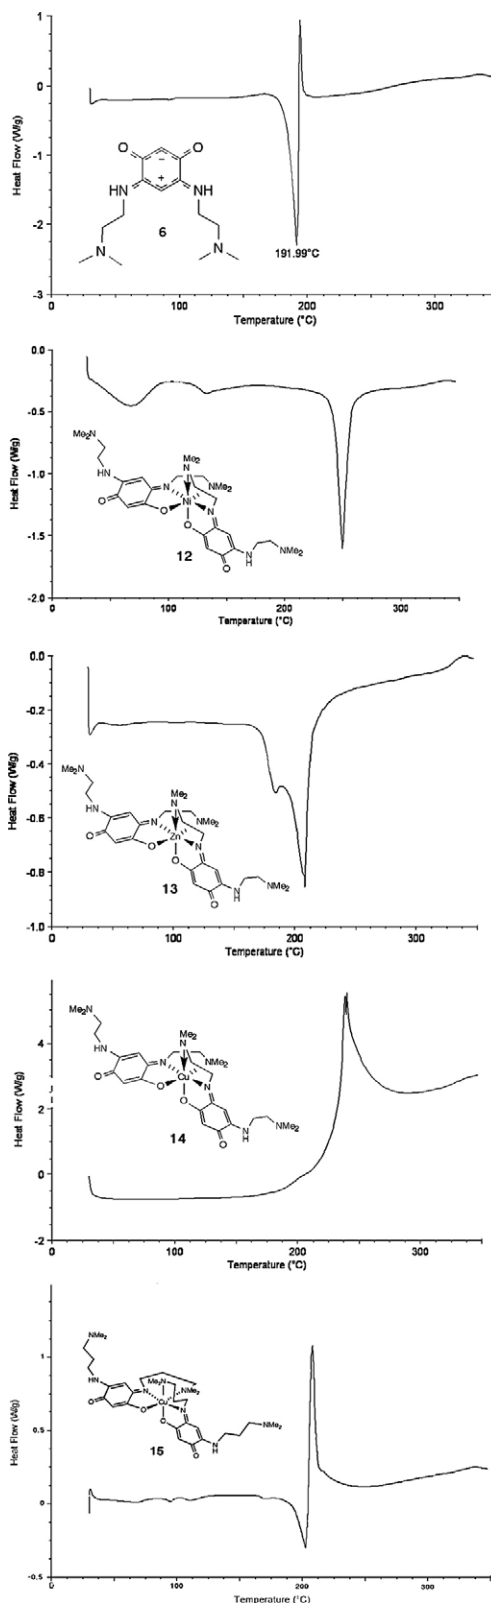 1
0
-1
-2
-3
Heat Flow (W/g)
O
O
−
+
NH
HN
N
N
6
191.99°C
0
100
200
300
Temperature (°C)
0.0
-0.5
-1.0
-1.5
-2.0
Heat Flow (W/g)
Me2N
HN
O
N
O
NMe2
NMe2
Ni
O
N
N
H
NMe2
O
12
0
100
200
300
Temperature (°C)
0.0
-0.2
-0.4
-0.6
-0.8
-1.0
Heat Flow (W/g)
Me2N
HN
O
N
O
NMe2
NMe2
Zn
O
N
N
H
NMe2
O
13
0
100
200
300
Temperature (°C)
4
2
0
-2
Heat Flow (W/g)
Me2N
HN
O
N
O
NMe2
NMe2
Cu
O
N
N
H
NMe2
O
14
0
100
200
300
Temperature (°C)
1
0.5
0
-0.5
Heat Flow (W/g)
NMe2
HN
O
N
O
Me2N
NMe2
Cu
O
N
N
H
NMe2
O
15
0
100
200
300
Temperature (°C)